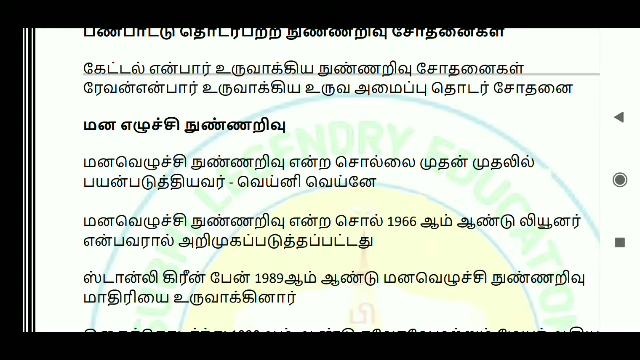 பண்பாட்டு தொடர்பற்ற நுண்ணறிவு சோதனைகள்
கேட்டல் என்பார் உருவாக்கிய நுண்ணறிவு சோதனைகள்
ரேவன்என்பார் உருவாக்கிய உருவ அமைப்பு தொடர் சோதனை
மன எழுச்சி நுண்ணறிவு
மனவெழுச்சி நுண்ணறிவு என்ற சொல்லை முதன் முதலில்
பயன்படுத்தியவர் - வெய்னி வெய்னே
மனவெழுச்சி நுண்ணறிவு என்ற சொல் 1966 ஆம் ஆண்டு லியூனர்
என்பவரால் அறிமுகப்படுத்தப்பட்டது
ஸ்டான்லி கிரீன் பேன் 1989ஆம் ஆண்டு மனவெழுச்சி நுண்ணறிவு
மாதிரியை உருவாக்கினார்
LEGENDRY EDUCATION
பி